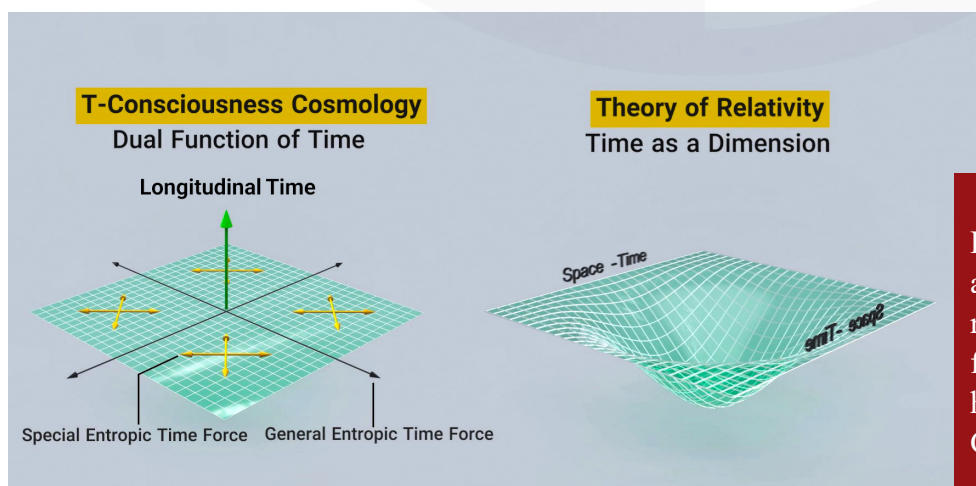 T-Consciousness Cosmology
Dual Function of Time
Longitudinal Time
Special Entropic Time Force
General Entropic Time Force
Theory of Relativity
Time as a Dimension
Space -Time
Space -Time